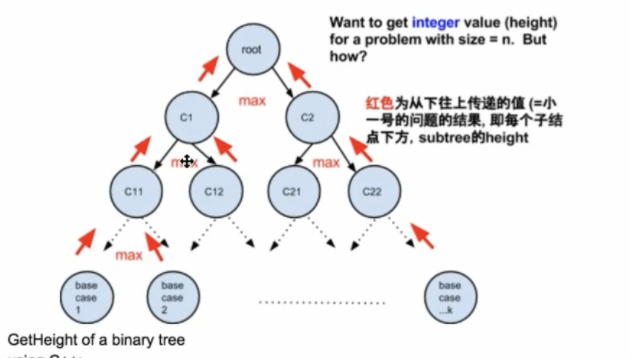 Want to get integer value (height)
for a problem with size = n. But
how?
root
红色为从下往上传递的值 (=小
一号的问题的结果, 即每个子结
点下方, subtree的height
max
C1
C2
max
C11
C12
C21
C22
max
base
case
1
base
case
2
base
case
...k
GetHeight of a binary tree